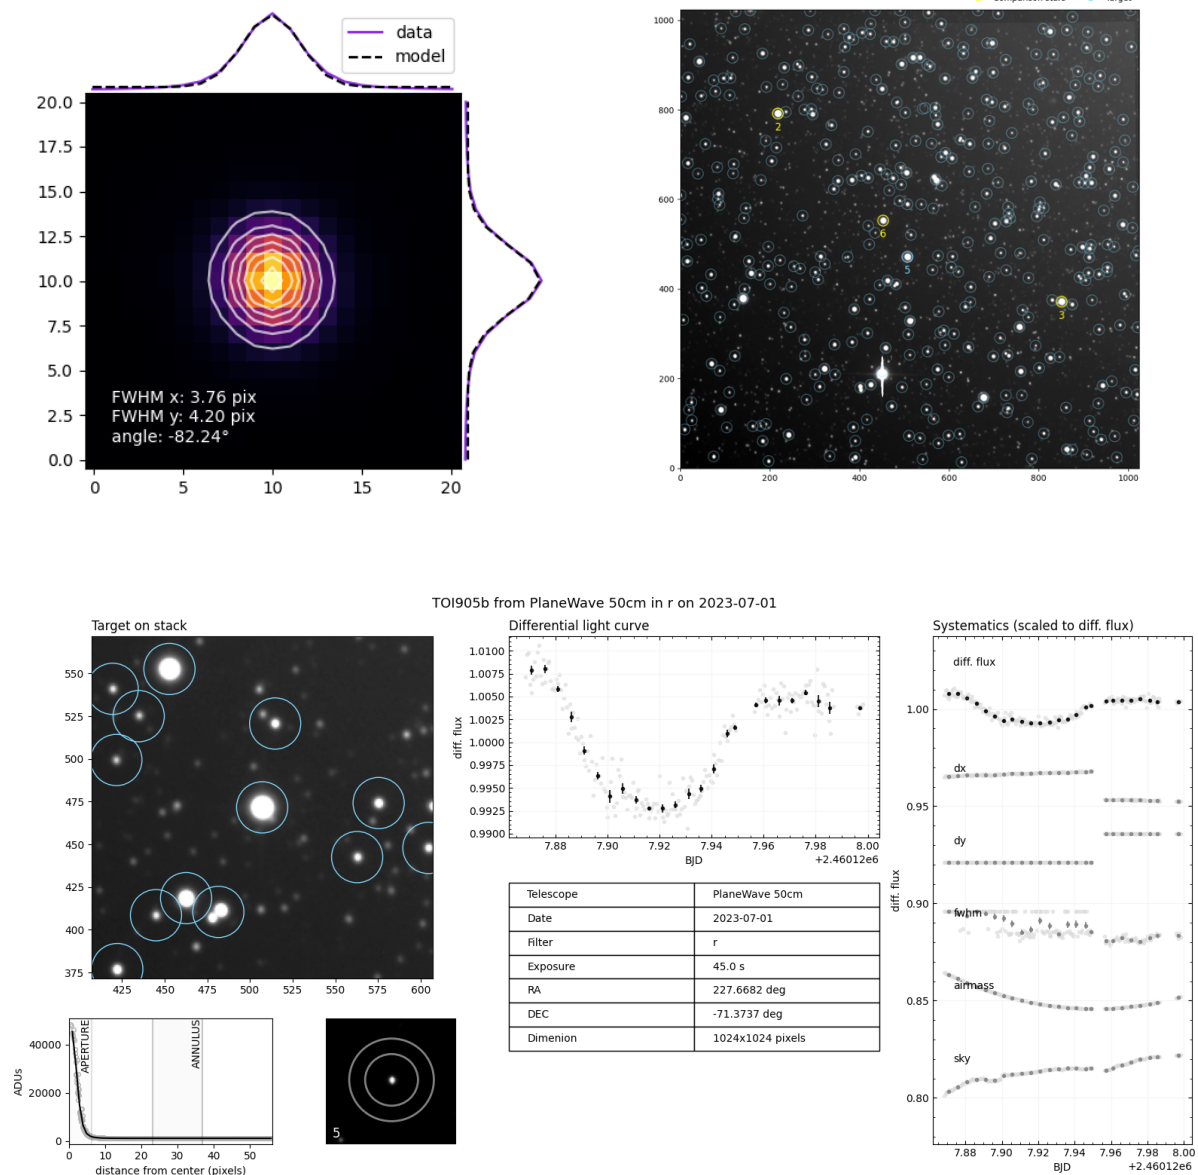 data
model
20.0
17.5
15.0
12.5
10.0
7.5
5.0
2.5
0.0
FWHM x: 3.76 pix
FWHM y: 4.20 pix
angle: -82.24°
0 5 10 15 20
1000
800
600
400
200
0
2
6
5
3
0 200 400 600 800 1000
TOI905b from PlaneWave 50cm in r on 2023-07-01
Target on stack
550
525
500
475
450
425
400
375
425 450 475 500 525 550 575 600
Differential light curve
1.0100
1.0075
1.0050
1.0025
1.0000
0.9975
0.9950
0.9925
0.9900
diff. flux
7.88 7.90 7.92 7.94 7.96 7.98 8.00
BJD
+2.46012e6
Telescope PlaneWave 50cm
Date 2023-07-01
Filter r
Exposure 45.0 s
RA 227.6682 deg
DEC -71.3737 deg
Dimenion 1024x1024 pixels
Systematics (scaled to diff. flux)
diff. flux
dx
dy
fwhm
airmass
sky
1.00
0.95
0.90
0.85
0.80
diff. flux
7.88 7.90 7.92 7.94 7.96 7.98 8.00
BJD
+2.46012e6
ADUs
40000
20000
0
APERTURE
ANNULUS
0 10 20 30 40 50
distance from center (pixels)
5